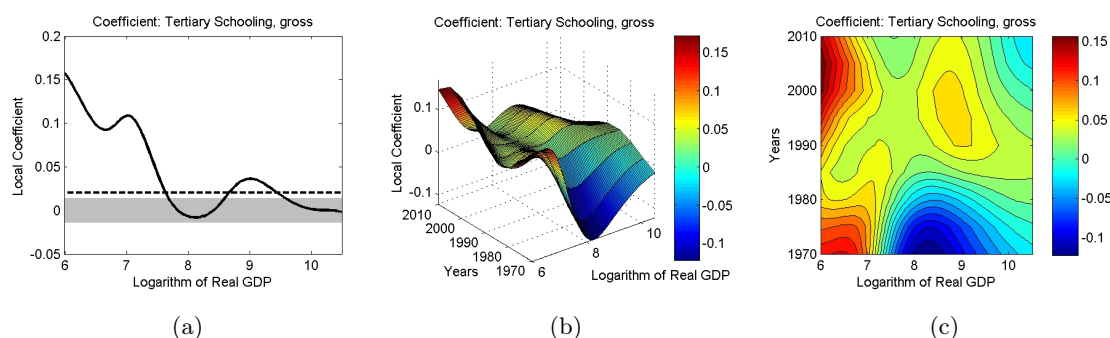 Coefficient: Tertiary Schooling, gross
0.2
0.15
0.1
0.05
0
-0.05
Local Coefficient
6 7 8 9 10
Logarithm of Real GDP
(a)
Coefficient: Tertiary Schooling, gross
0.1
0
-0.1
Local Coefficient
2010
2000
1990
1980
1970
Years
6 8 10
Logarithm of Real GDP
0.15
0.1
0.05
0
-0.05
-0.1
(b)
Coefficient: Tertiary Schooling, gross
2010
2000
1990
1980
1970
Years
6 7 8 9 10
Logarithm of Real GDP
0.15
0.1
0.05
0
-0.05
-0.1
(c)